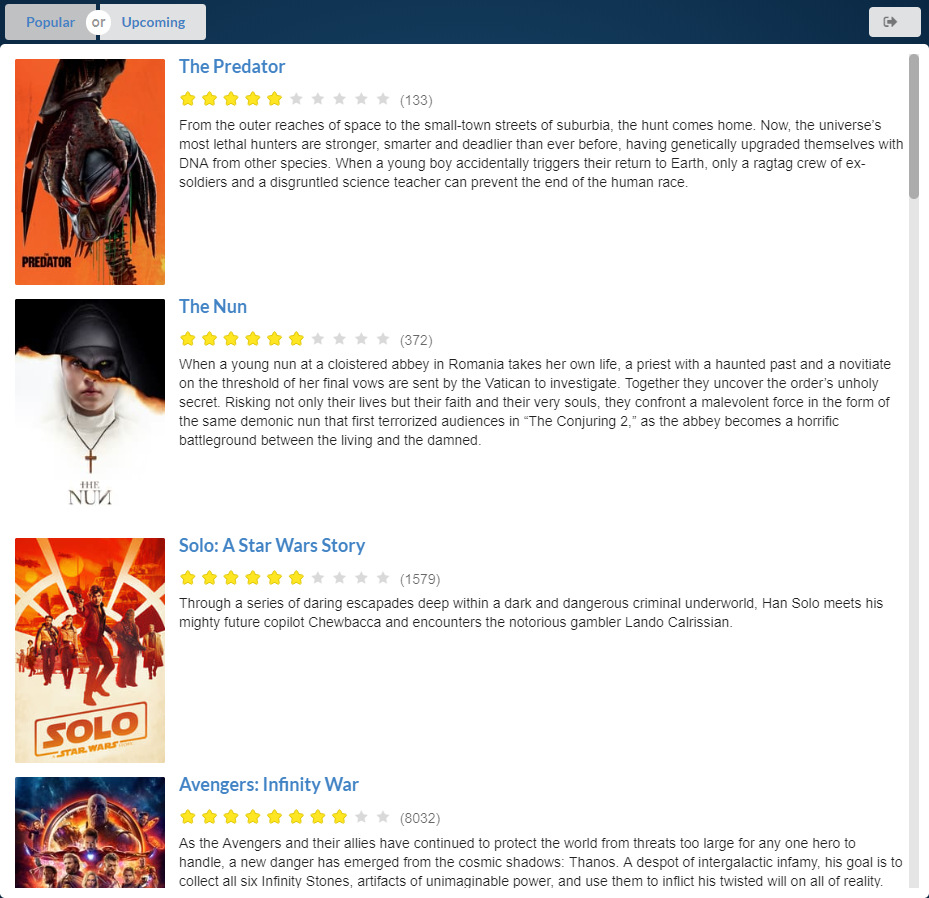 Popular or Upcoming
The Predator
(133)
From the outer reaches of space to the small-town streets of suburbia, the hunt comes home. Now, the universe’s
most lethal hunters are stronger, smarter and deadlier than ever before, having genetically upgraded themselves with
DNA from other species. When a young boy accidentally triggers their return to Earth, only a ragtag crew of ex-
soldiers and a disgruntled science teacher can prevent the end of the human race.
THE
PREDATOR
The Nun
(372)
When a young nun at a cloistered abbey in Romania takes her own life, a priest with a haunted past and a novitiate
on the threshold of her final vows are sent by the Vatican to investigate. Together they uncover the order’s unholy
secret. Risking not only their lives but their faith and their very souls, they confront a malevolent force in the form of
the same demonic nun that first terrorized audiences in “The Conjuring 2,” as the abbey becomes a horrific
battleground between the living and the damned.
THE
NUN
Solo: A Star Wars Story
(1579)
Through a series of daring escapades deep within a dark and dangerous criminal underworld, Han Solo meets his
mighty future copilot Chewbacca and encounters the notorious gambler Lando Calrissian.
SOLO
A STAR WARS STORY
Avengers: Infinity War
(8032)
As the Avengers and their allies have continued to protect the world from threats too large for any one hero to
handle, a new danger has emerged from the cosmic shadows: Thanos. A despot of intergalactic infamy, his goal is to
collect all six Infinity Stones, artifacts of unimaginable power, and use them to inflict his twisted will on all of reality.